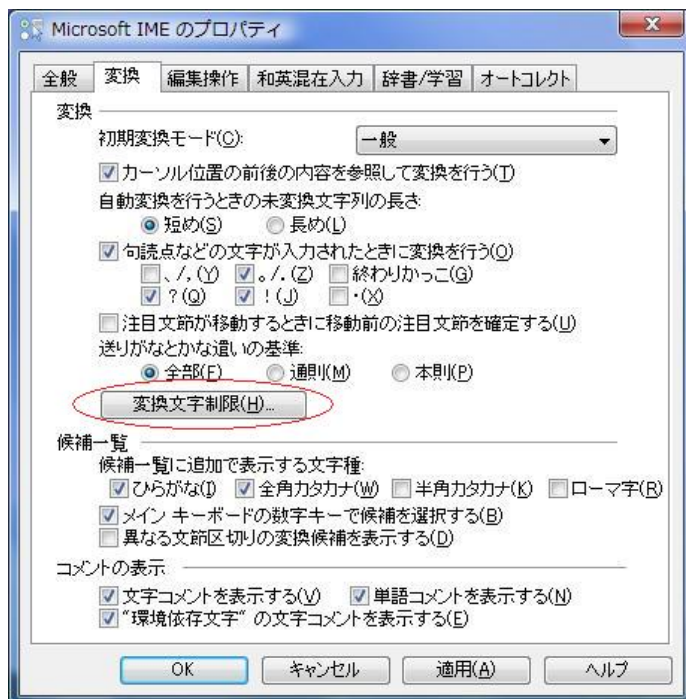 Microsoft IME のプロパティ
全般 変換 編集操作 和英混在入力 辞書/学習 オートコレクト
変換
初期変換モード(C): 一般
カーソル位置の前後の内容を参照して変換を行う(T)
自動変換を行うときの未変換文字列の長さ:
短め(S) 長め(L)
句読点などの文字が入力されたときに変換を行う(O)
、/,(Y) 。/.(Z) 終わりかっこ(G)
?(Q) !(J) ・(X)
注目文節が移動するときに移動前の注目文節を確定する(U)
送りがなとかな遣いの基準:
全部(F) 通則(M) 本則(P)
変換文字制限(H)...
候補一覧
候補一覧に追加で表示する文字種:
ひらがな(I) 全角カタカナ(W) 半角カタカナ(K) ローマ字(R)
メイン キーボードの数字キーで候補を選択する(B)
異なる文節区切りの変換候補を表示する(D)
コメントの表示
文字コメントを表示する(V) 単語コメントを表示する(N)
"環境依存文字" の文字コメントを表示する(E)
OK キャンセル 適用(A) ヘルプ